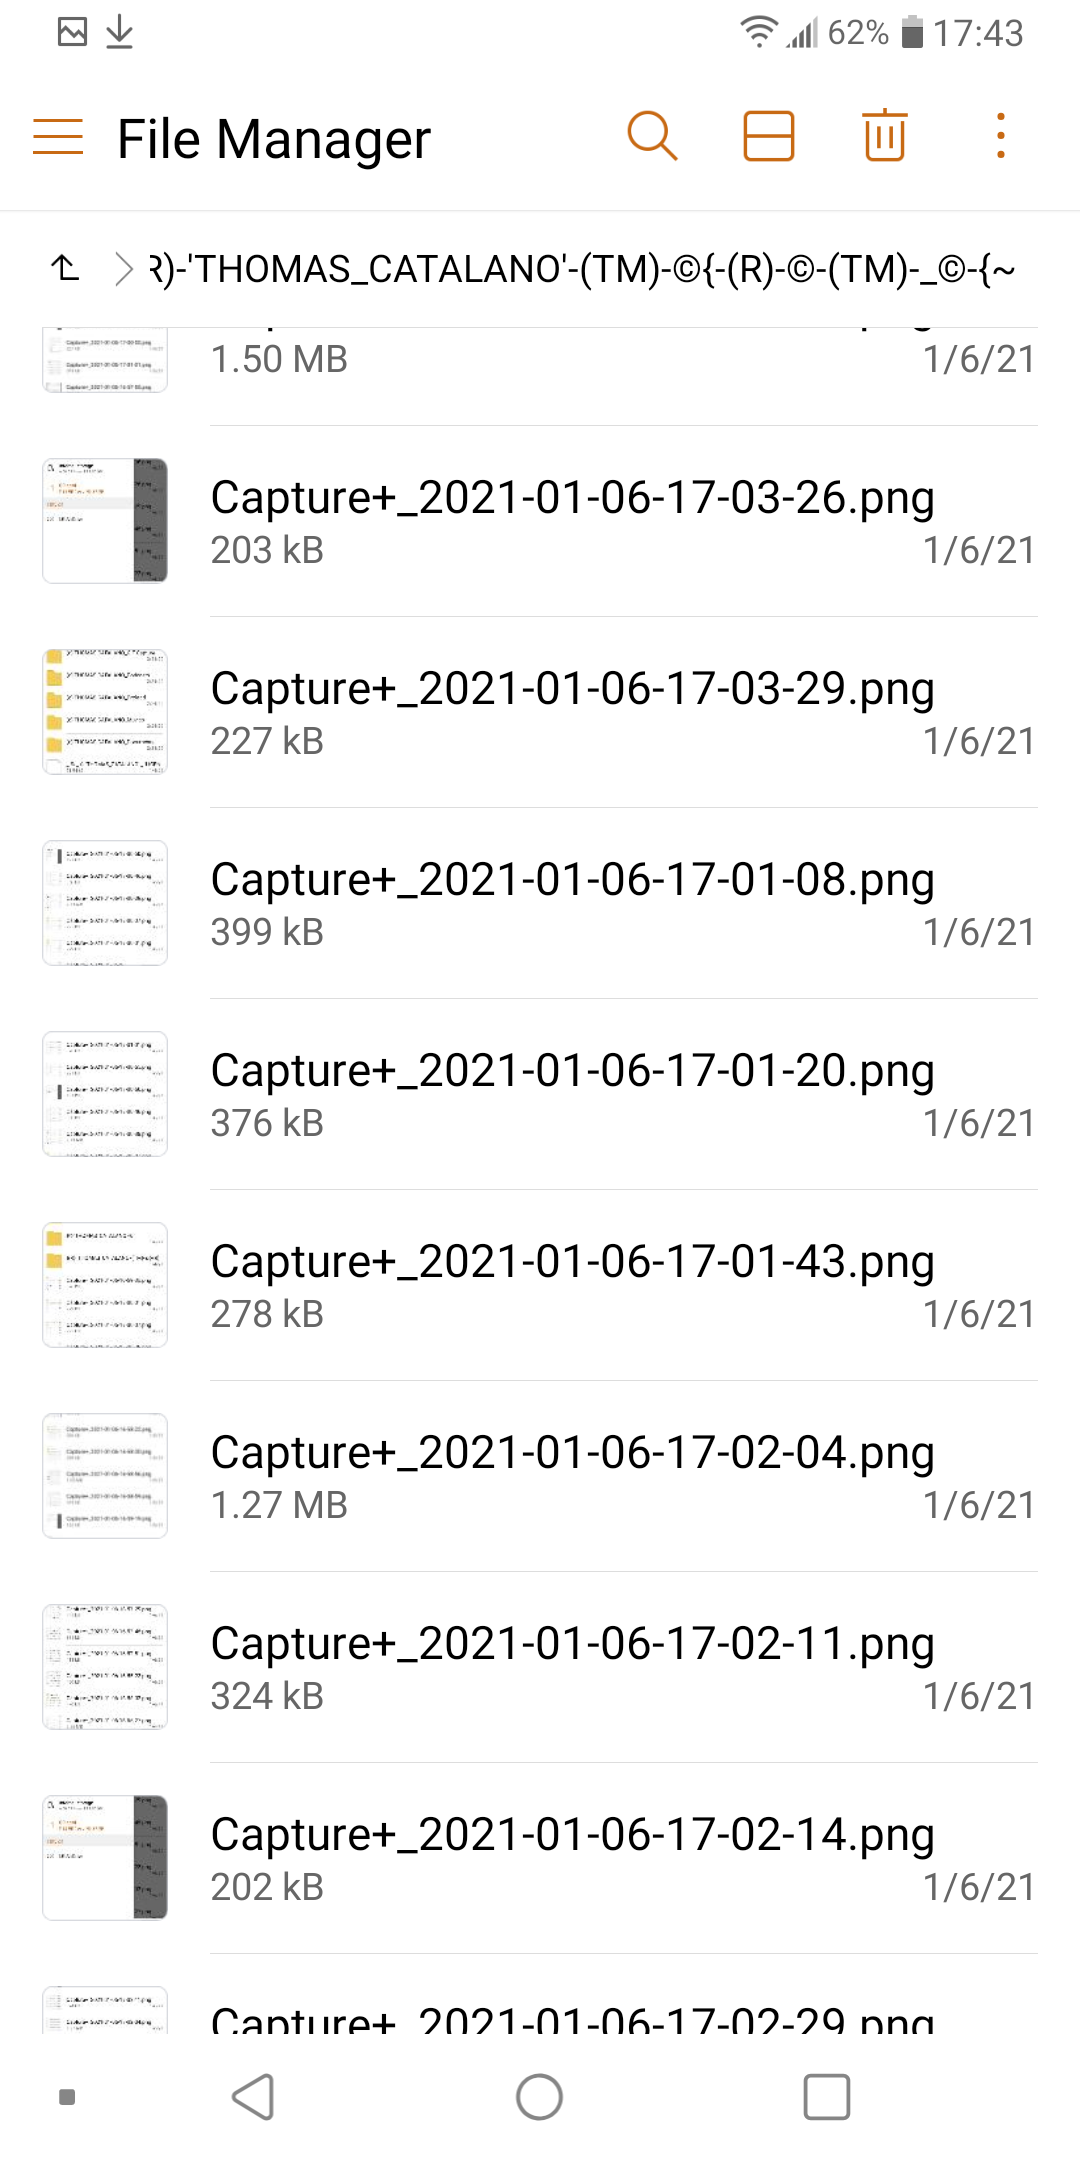 62% 17:43
File Manager
R)-'THOMAS_CATALANO'-(TM)-©{-(R)-©-(TM)-_©-{~
1.50 MB 1/6/21
Capture+_2021-01-06-17-03-26.png
203 kB 1/6/21
Capture+_2021-01-06-17-03-29.png
227 kB 1/6/21
Capture+_2021-01-06-17-01-08.png
399 kB 1/6/21
Capture+_2021-01-06-17-01-20.png
376 kB 1/6/21
Capture+_2021-01-06-17-01-43.png
278 kB 1/6/21
Capture+_2021-01-06-17-02-04.png
1.27 MB 1/6/21
Capture+_2021-01-06-17-02-11.png
324 kB 1/6/21
Capture+_2021-01-06-17-02-14.png
202 kB 1/6/21
Capture+_2021-01-06-17-02-29.png